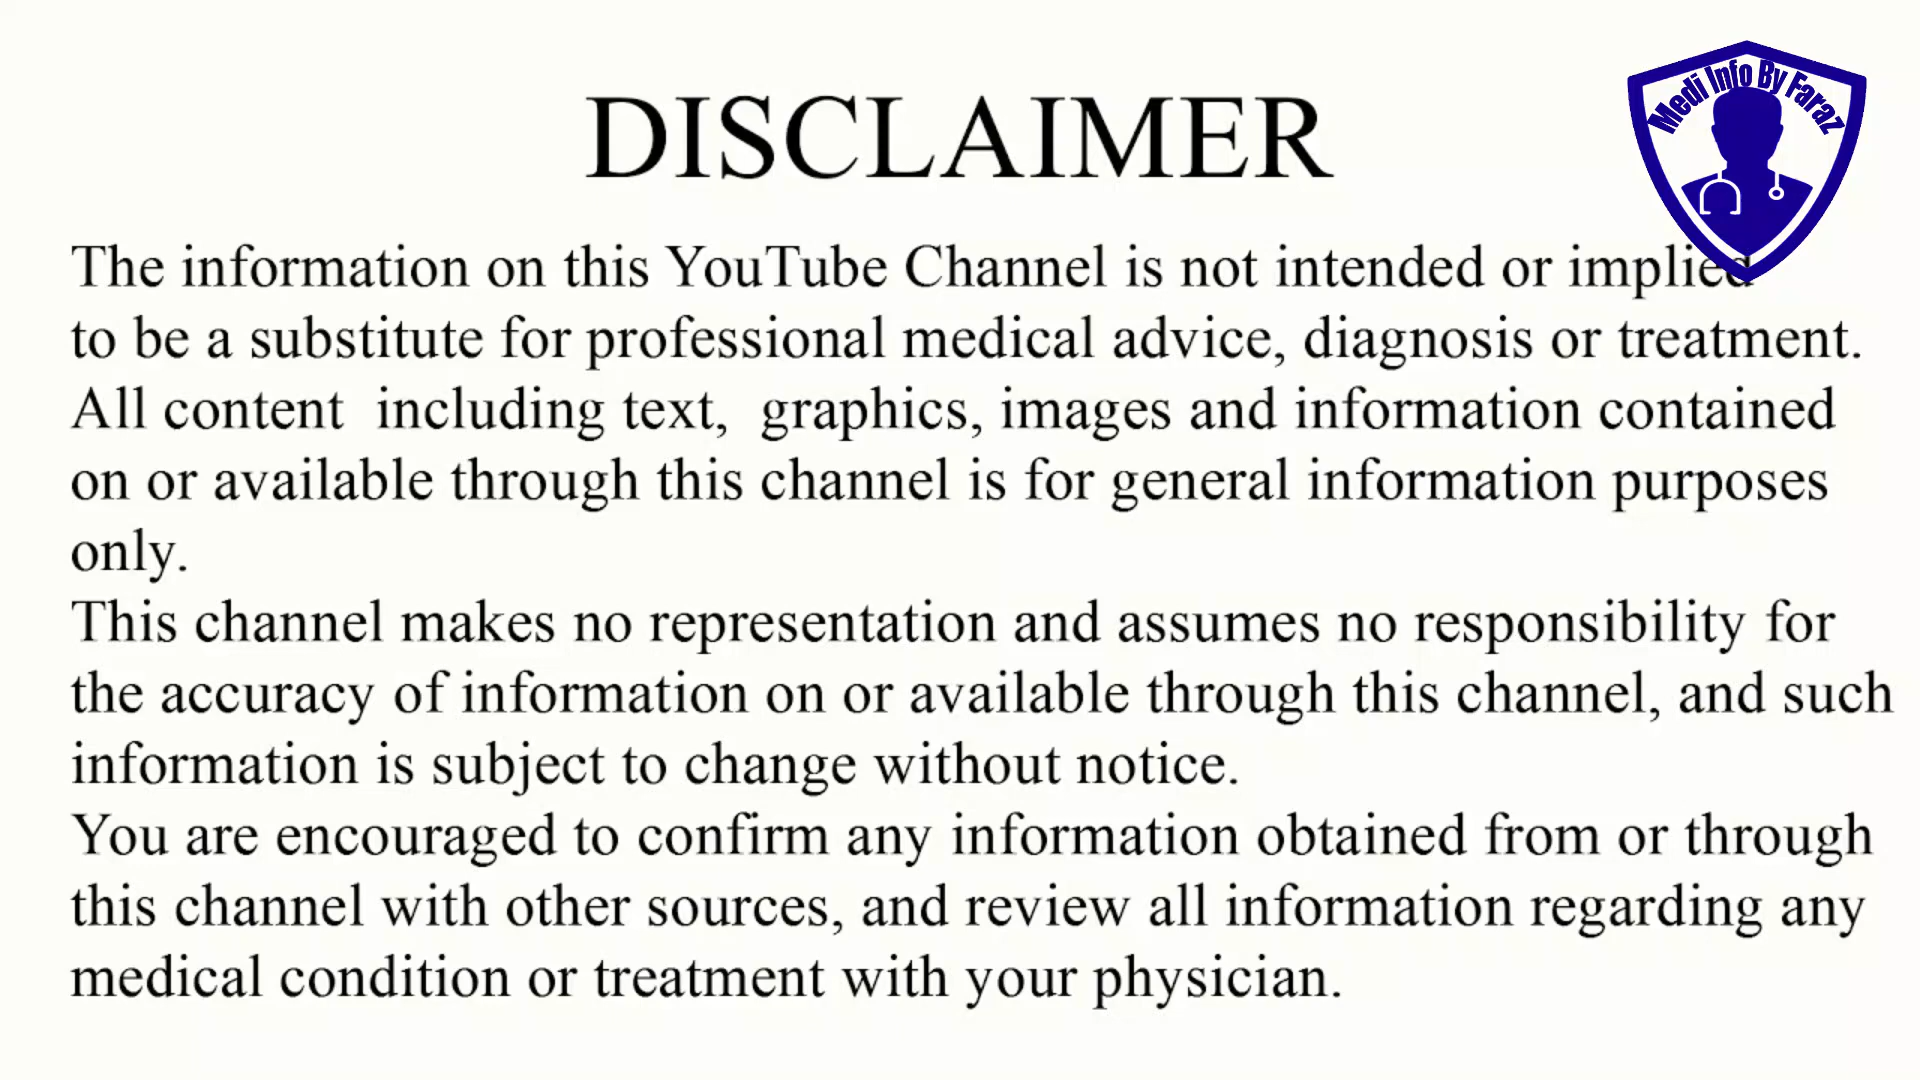 Medi Info By Faraz
DISCLAIMER
The information on this YouTube Channel is not intended or implied
to be a substitute for professional medical advice, diagnosis or treatment.
All content including text, graphics, images and information contained
on or available through this channel is for general information purposes
only.
This channel makes no representation and assumes no responsibility for
the accuracy of information on or available through this channel, and such
information is subject to change without notice.
You are encouraged to confirm any information obtained from or through
this channel with other sources, and review all information regarding any
medical condition or treatment with your physician.